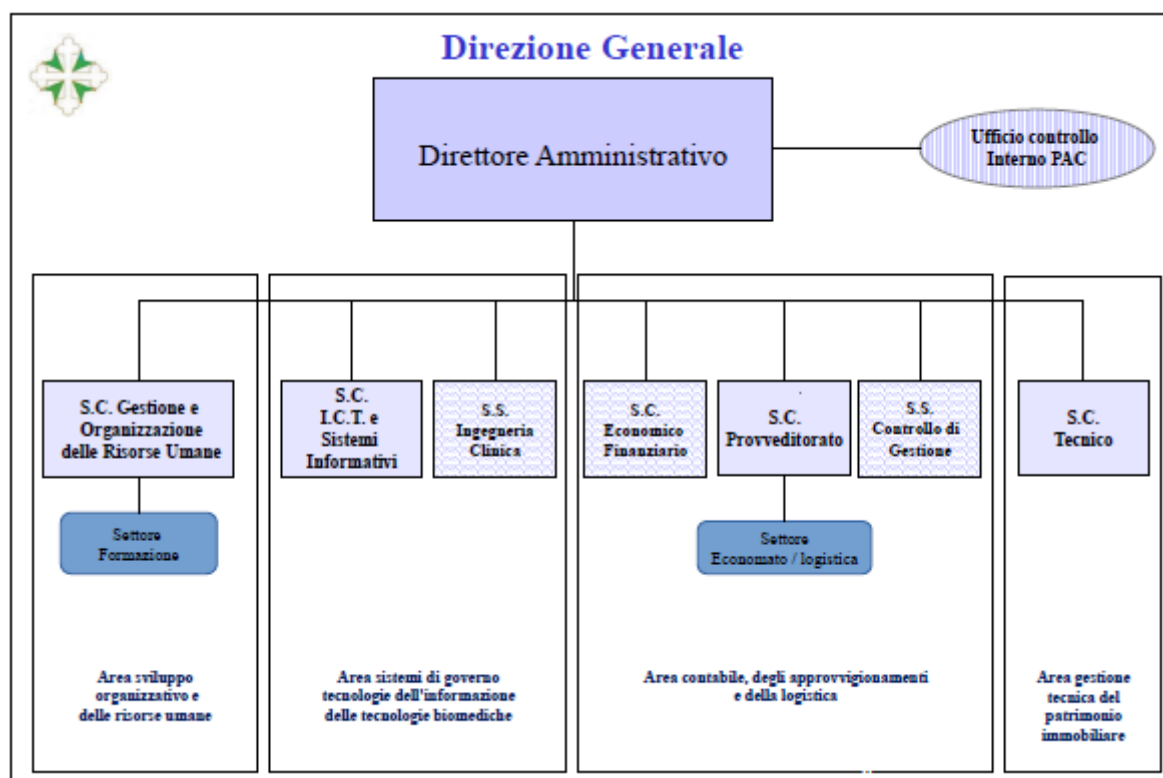 Direzione Generale
Direttore Amministrativo
Ufficio controllo
Interno PAC
S.C. Gestione e
Organizzazione
delle Risorse Umane
S.C.
I.C.T. e
Sistemi
Informativi
S.S.
Ingegneria
Clinica
S.C.
Economico
Finanziario
S.C.
Provveditorato
S.S.
Controllo di
Gestione
S.C.
Tecnico
Settore
Formazione
Settore
Economato / logistica
Area sviluppo
organizzativo e
delle risorse umane
Area sistemi di governo
tecnologie dell'informazione
delle tecnologie biomediche
Area contabile, degli approvvigionamenti
e della logistica
Area gestione
tecnica del
patrimonio
immobiliare